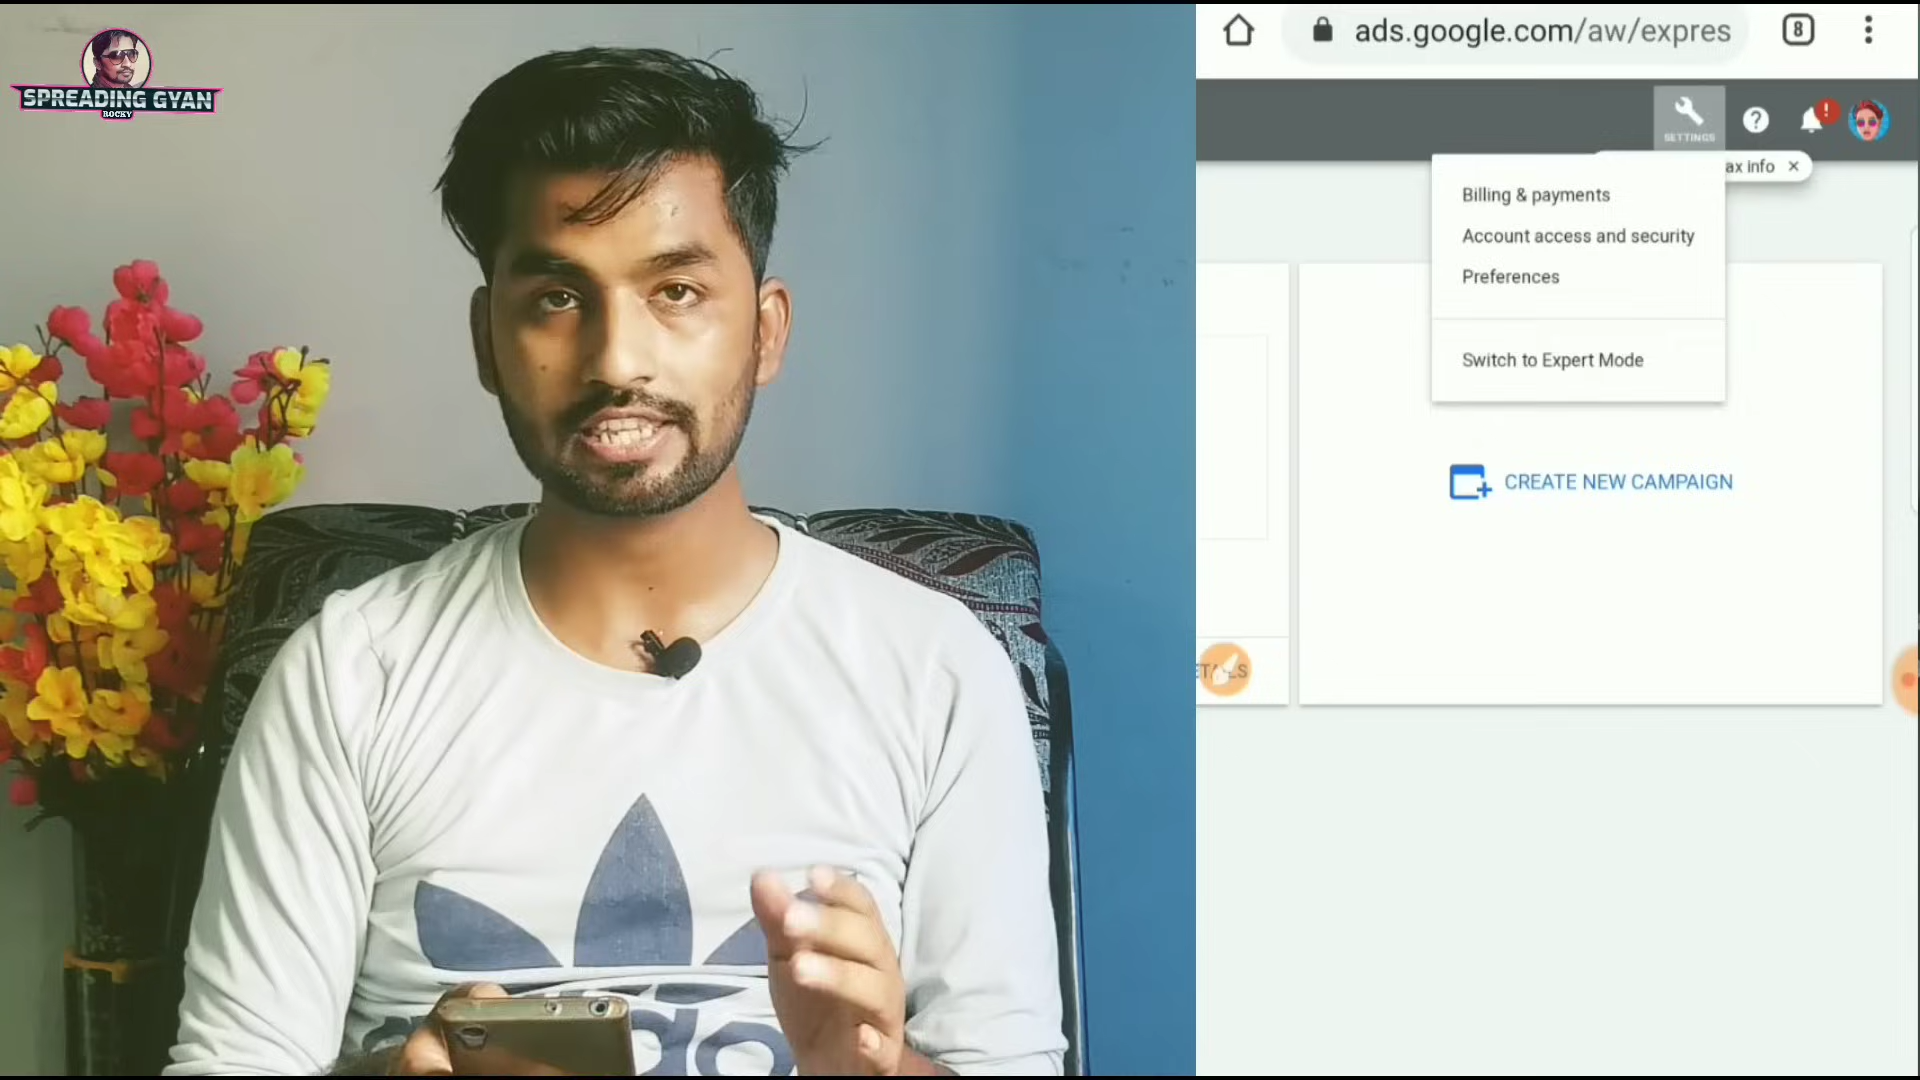 SPREADING GYAN
ROCKY
ads.google.com/aw/expres
8
SETTINGS
?
!
ax info ×
Billing & payments
Account access and security
Preferences
Switch to Expert Mode
CREATE NEW CAMPAIGN